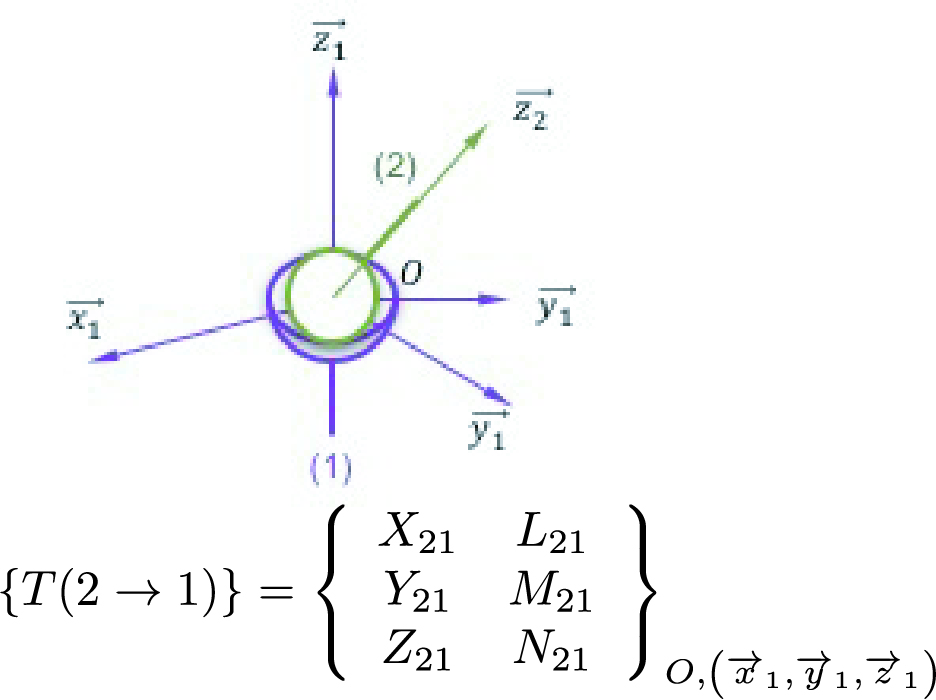 $\overrightarrow{z_1}$
$\overrightarrow{z_2}$
(2)
O
$\overrightarrow{x_1}$
$\overrightarrow{y_1}$
$\overrightarrow{y_1}$
(1)
$\{T(2 \rightarrow 1)\} = \left\{ \begin{array}{cc} X_{21} & L_{21} \\ Y_{21} & M_{21} \\ Z_{21} & N_{21} \end{array} \right\}_{O,(\overrightarrow{x}_1,\overrightarrow{y}_1,\overrightarrow{z}_1)}$